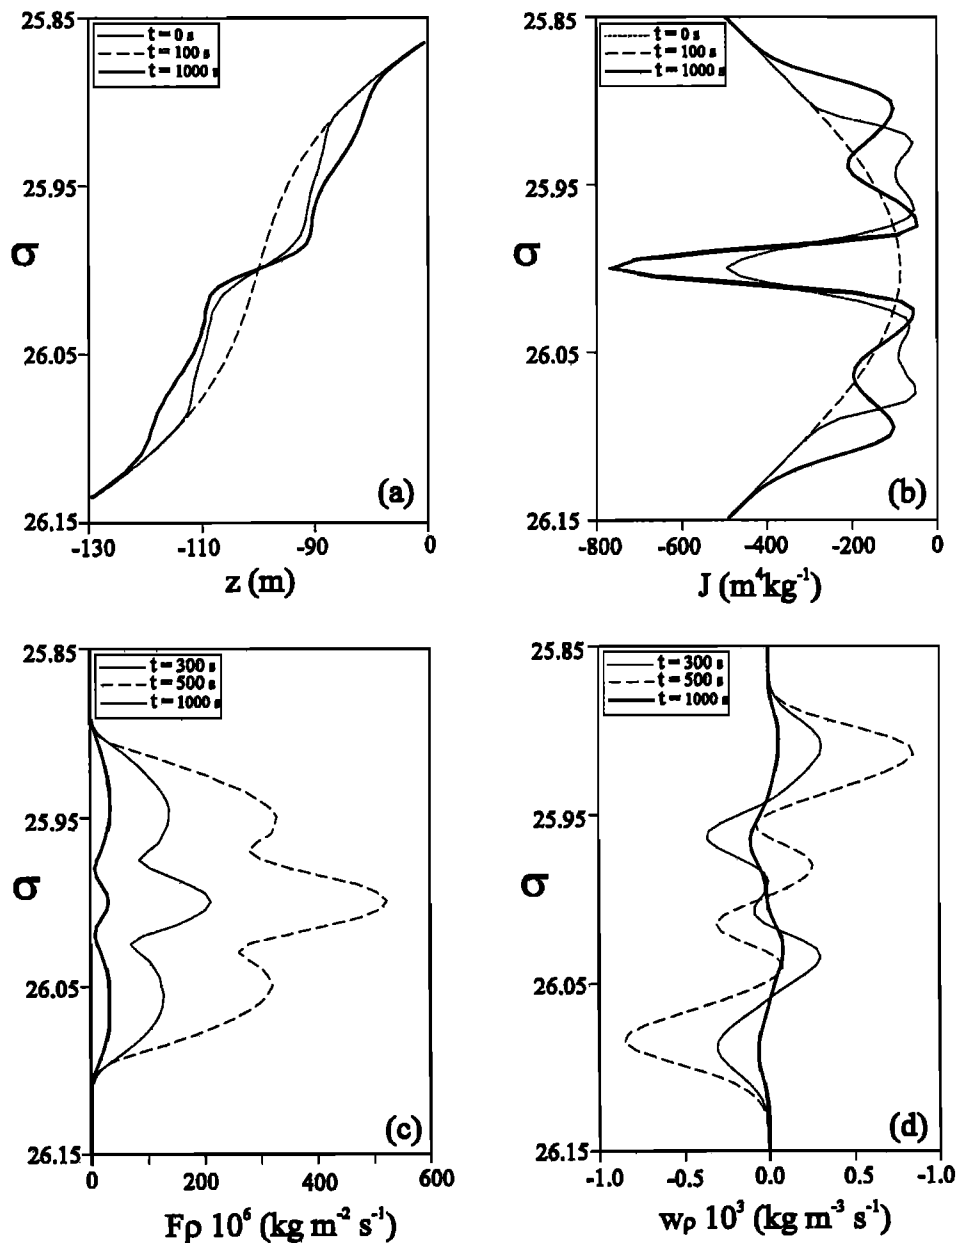 25.85
t = 0 s
t = 100 s
t = 1000 s
25.95
σ
26.05
26.15
(a)
-130
-110
-90
0
z (m)
25.85
t = 0 s
t = 100 s
t = 1000 s
25.95
σ
26.05
26.15
(b)
-800
-600
-400
-200
0
J (m⁴kg⁻¹)
25.85
t = 300 s
t = 500 s
t = 1000 s
25.95
σ
26.05
26.15
(c)
0
200
400
600
Fρ 10⁶ (kg m⁻² s⁻¹)
25.85
t = 300 s
t = 500 s
t = 1000 s
25.95
σ
26.05
26.15
(d)
-1.0
-0.5
0.0
-0.5
-1.0
wρ 10³ (kg m⁻³ s⁻¹)